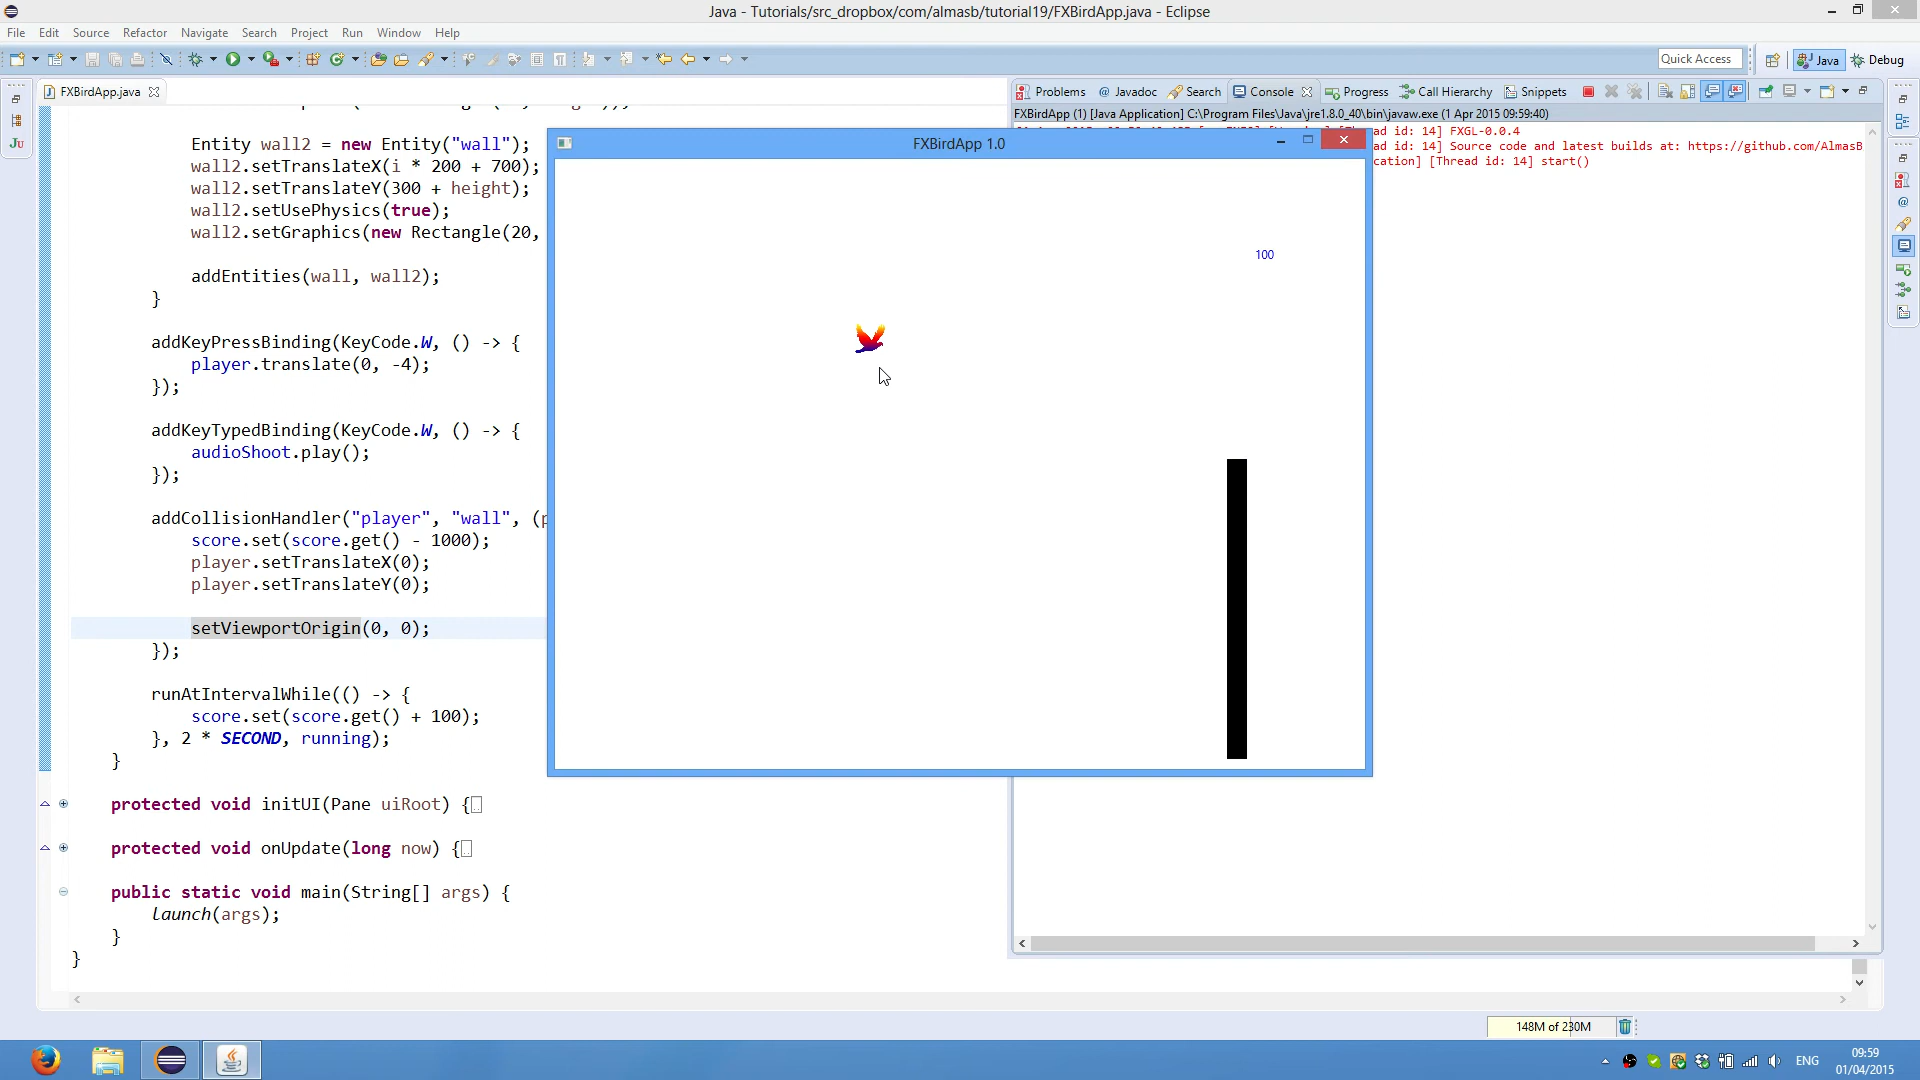 Java - Tutorials/src_dropbox/com/almasb/tutorial19/FXBirdApp.java - Eclipse
File Edit Source Refactor Navigate Search Project Run Window Help
Quick Access
Java
Debug
FXBirdApp.java
Problems
@ Javadoc
Search
Console
Progress
Call Hierarchy
Snippets
FXBirdApp (1) [Java Application] C:\Program Files\Java\jre1.8.0_40\bin\javaw.exe (1 Apr 2015 09:59:40)
ad id: 14] FXGL-0.0.4
ad id: 14] Source code and latest builds at: https://github.com/AlmasB
cation] [Thread id: 14] start()
FXBirdApp 1.0
100
Entity wall2 = new Entity("wall");
wall2.setTranslateX(i * 200 + 700);
wall2.setTranslateY(300 + height);
wall2.setUsePhysics(true);
wall2.setGraphics(new Rectangle(20,
addEntities(wall, wall2);
}
addKeyPressBinding(KeyCode.W, () -> {
player.translate(0, -4);
});
addKeyTypedBinding(KeyCode.W, () -> {
audioShoot.play();
});
addCollisionHandler("player", "wall", (p
score.set(score.get() - 1000);
player.setTranslateX(0);
player.setTranslateY(0);
setViewportOrigin(0, 0);
});
runAtIntervalWhile(() -> {
score.set(score.get() + 100);
}, 2 * SECOND, running);
}
protected void initUI(Pane uiRoot) {
protected void onUpdate(long now) {
public static void main(String[] args) {
launch(args);
}
}
148M of 230M
ENG
09:59
01/04/2015